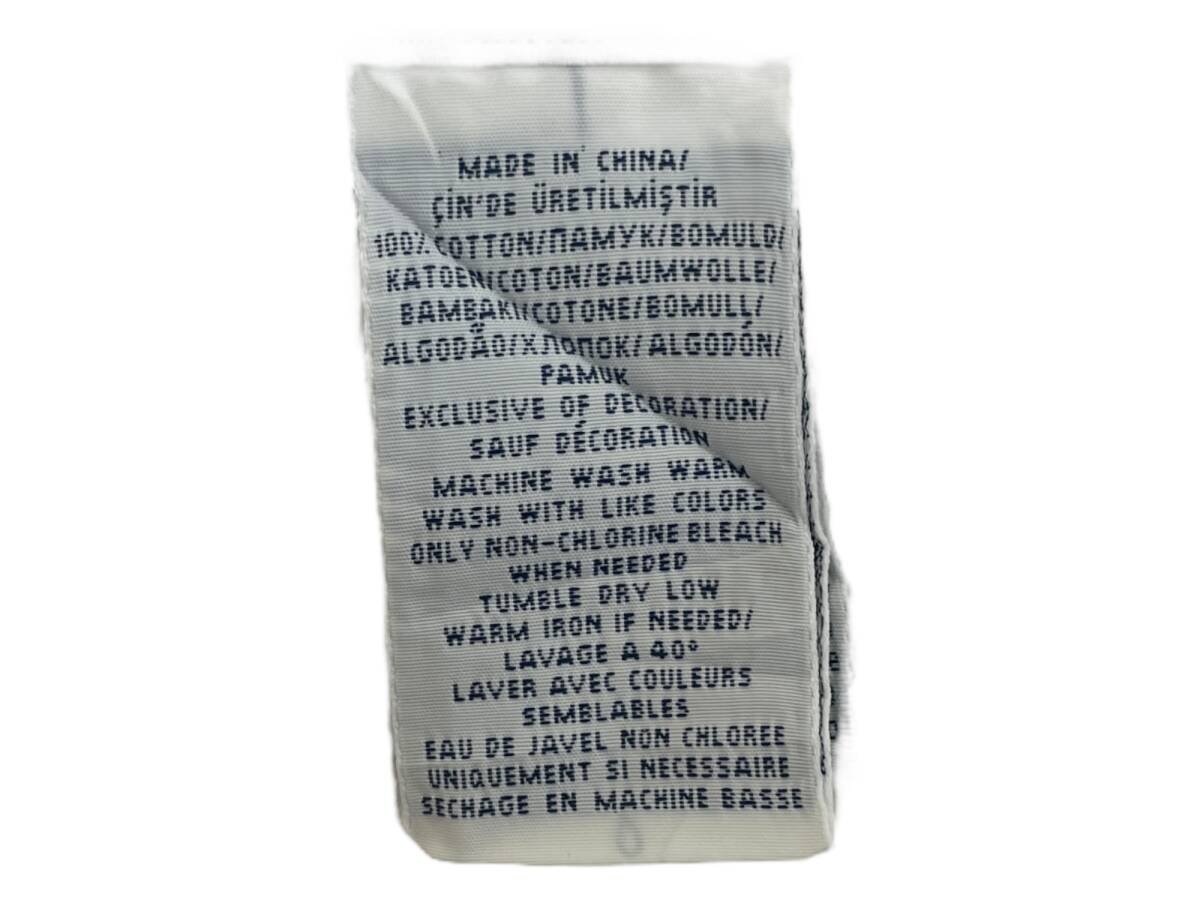 MADE IN CHINA/
ÇİN'DE ÜRETİLMİŞTİR
100% COTTON/ПАМУК/BOMULD/
KATOEN/COTON/BAUMWOLLE/
BAMBAKI/COTONE/BOMULL/
ALGODÃO/ХЛОПОК/ALGODÓN/
PAMUK
EXCLUSIVE OF DECORATION/
SAUF DÉCORATION
MACHINE WASH WARM
WASH WITH LIKE COLORS
ONLY NON-CHLORINE BLEACH
WHEN NEEDED
TUMBLE DRY LOW
WARM IRON IF NEEDED/
LAVAGE A 40°
LAVER AVEC COULEURS
SEMBLABLES
EAU DE JAVEL NON CHLOREE
UNIQUEMENT SI NECESSAIRE
SECHAGE EN MACHINE BASSE